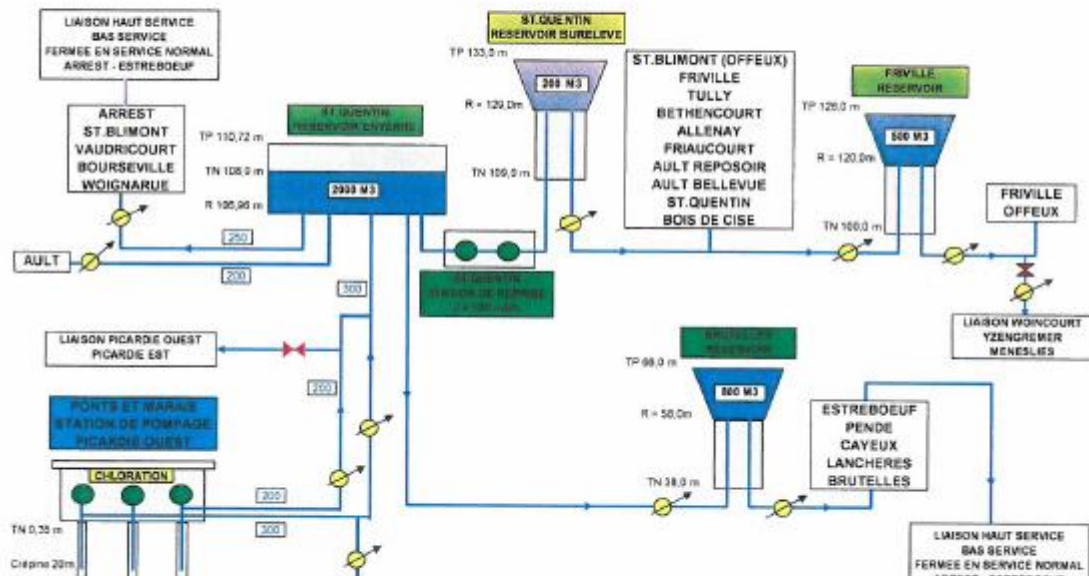 LIAISON HAUT SERVICE
BAS SERVICE
FERMEE EN SERVICE NORMAL
ARREST - ESTREBOEUF
ARREST
ST.BLIMONT
VAUDRICOURT
BOURSEVILLE
WOIGNARUE
AULT
250
200
ST.QUENTIN
RESERVOIR ENTERRE
TP 110,72 m
TN 108,0 m
R 106,96 m
2000 M3
ST.QUENTIN
RESERVOIR SURELEVE
TP 133,0 m
200 M3
R = 129,0m
TN 109,0 m
ST.QUENTIN
STATION DE REPRISE
ST.BLIMONT (OFFEUX)
FRIVILLE
TULLY
BETHENCOURT
ALLENAY
FRIAUCOURT
AULT REPOSOIR
AULT BELLEVUE
ST.QUENTIN
BOIS DE CISE
FRIVILLE
RESERVOIR
TP 126,0 m
500 M3
R = 120,0m
TN 100,0 m
FRIVILLE
OFFEUX
LIAISON WOINCOURT
YZENGREMER
MENESLIES
300
LIAISON PICARDIE OUEST
PICARDIE EST
200
BRUTELLES
RESERVOIR
TP 66,0 m
800 M3
R = 58,0m
TN 38,0 m
ESTREBOEUF
PENDE
CAYEUX
LANCHERES
BRUTELLES
PONTS ET MARAIS
STATION DE POMPAGE
PICARDIE OUEST
CHLORATION
200
300
TN 0,35 m
Crépine 20m
LIAISON HAUT SERVICE
BAS SERVICE
FERMEE EN SERVICE NORMAL